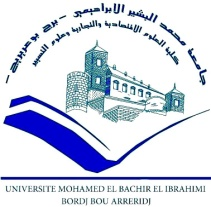 جامعة محمد البشير الابراهيمي - برج بوعريريج -
كلية العلوم الاقتصادية والتجارية وعلوم التسيير
UNIVERSITE MOHAMED EL BACHIR EL IBRAHIMI
BORDJ BOU ARRERIDJ